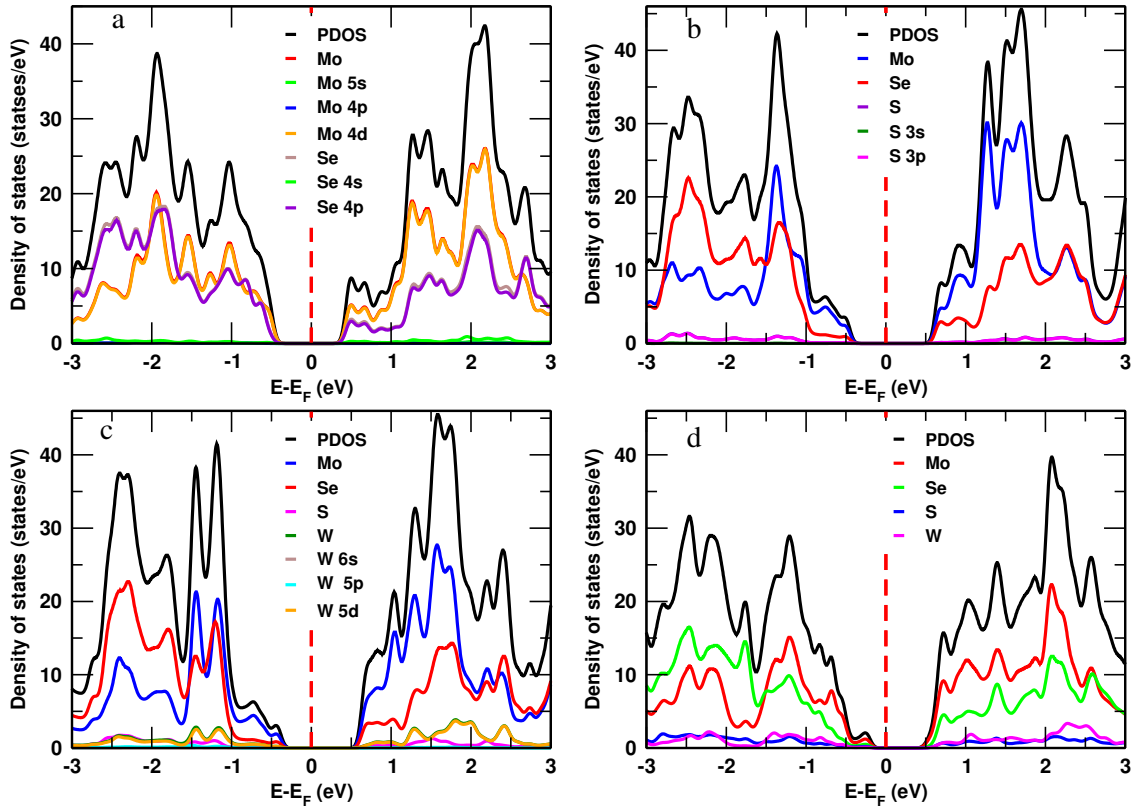 a
PDOS
Mo
Mo 5s
Mo 4p
Mo 4d
Se
Se 4s
Se 4p
Density of states (statses/eV)
0
10
20
30
40
-3
-2
-1
0
1
2
3
E-E_F (eV)
b
PDOS
Mo
Se
S
S 3s
S 3p
Density of states (states/eV)
0
10
20
30
40
-3
-2
-1
0
1
2
3
E-E_F (eV)
c
PDOS
Mo
Se
S
W
W 6s
W 5p
W 5d
Density of states (states/eV)
0
10
20
30
40
-3
-2
-1
0
1
2
3
E-E_F (eV)
d
PDOS
Mo
Se
S
W
Density of states (states/eV)
0
10
20
30
40
-3
-2
-1
0
1
2
3
E-E_F (eV)